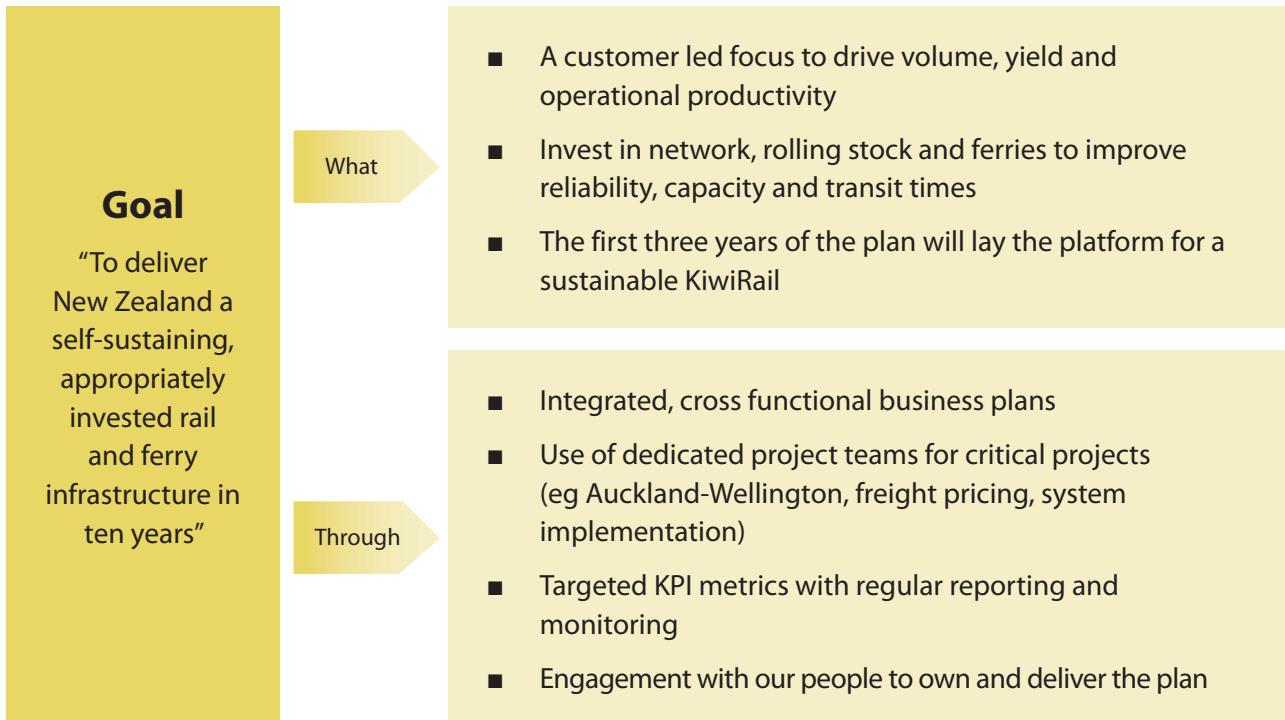 Goal
“To deliver
New Zealand a
self-sustaining,
appropriately
invested rail
and ferry
infrastructure in
ten years”
What
■ A customer led focus to drive volume, yield and
operational productivity
■ Invest in network, rolling stock and ferries to improve
reliability, capacity and transit times
■ The first three years of the plan will lay the platform for a
sustainable KiwiRail
Through
■ Integrated, cross functional business plans
■ Use of dedicated project teams for critical projects
(eg Auckland-Wellington, freight pricing, system
implementation)
■ Targeted KPI metrics with regular reporting and
monitoring
■ Engagement with our people to own and deliver the plan